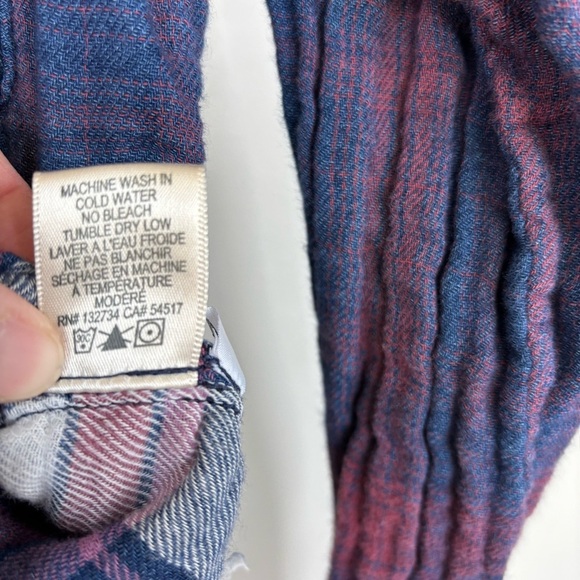 MACHINE WASH IN
COLD WATER
NO BLEACH
TUMBLE DRY LOW
LAVER A L'EAU FROIDE
NE PAS BLANCHIR
SÉCHAGE EN MACHINE
À TEMPÉRATURE
MODÉRÉ
RN# 132734 CA# 54517
30C